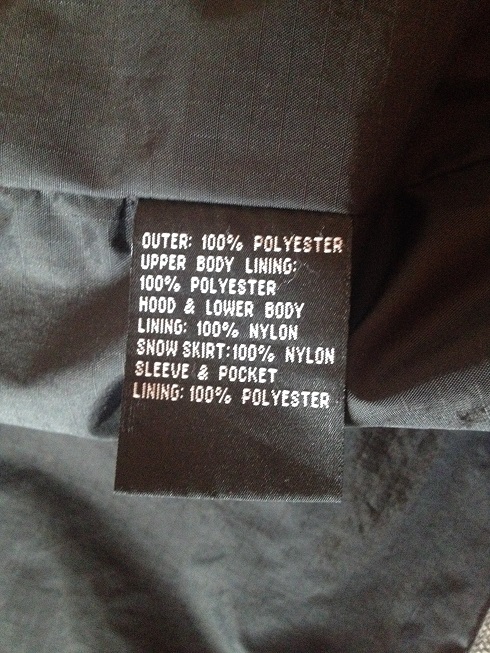 OUTER: 100% POLYESTER
UPPER BODY LINING:
100% POLYESTER
HOOD & LOWER BODY
LINING: 100% NYLON
SNOW SKIRT:100% NYLON
SLEEVE & POCKET
LINING:100% POLYESTER